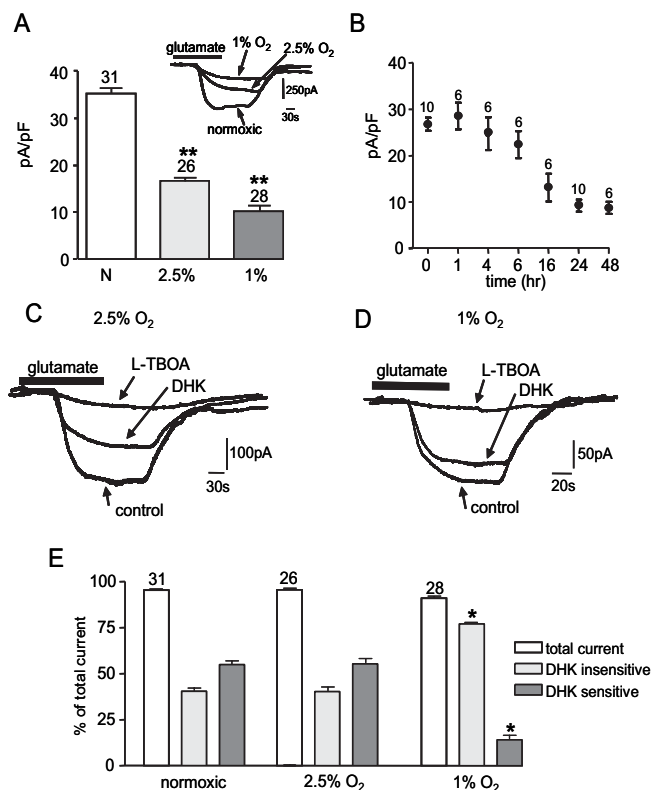 A
glutamate
1% O2
2.5% O2
250pA
30s
normoxic
pA/pF
40
30
20
10
0
31
**
26
**
28
N
2.5%
1%
B
pA/pF
40
30
20
10
0
10
6
6
6
6
10
6
0
1
4
6
16
24
48
time (hr)
C
2.5% O2
glutamate
L-TBOA
DHK
100pA
30s
control
D
1% O2
glutamate
L-TBOA
DHK
50pA
20s
control
E
% of total current
100
75
50
25
0
31
26
28
*
*
total current
DHK insensitive
DHK sensitive
normoxic
2.5% O2
1% O2